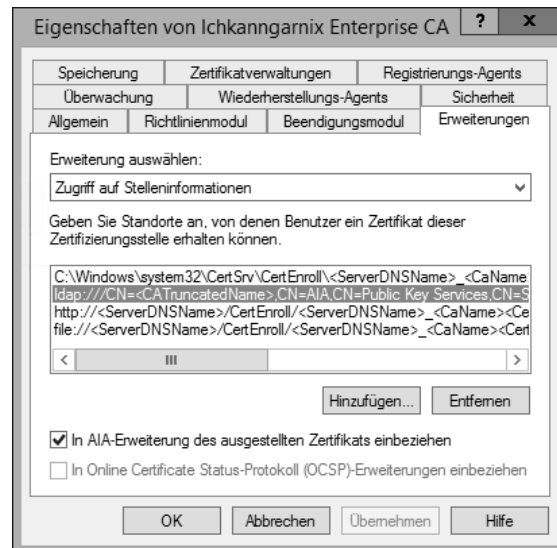 Eigenschaften von Ichkanngarnix Enterprise CA ? x
Speicherung Zertifikatverwaltungen Registrierungs-Agents
Überwachung Wiederherstellungs-Agents Sicherheit
Allgemein Richtlinienmodul Beendigungsmodul Erweiterungen
Erweiterung auswählen:
Zugriff auf Stelleninformationen
Geben Sie Standorte an, von denen Benutzer ein Zertifikat dieser
Zertifizierungsstelle erhalten können.
C:\Windows\system32\CertSrv\CertEnroll\<ServerDNSName>_<CaName
ldap:///CN=<CATruncatedName>,CN=AIA,CN=Public Key Services,CN=S
http://<ServerDNSName>/CertEnroll/<ServerDNSName>_<CaName><Ce
file://<ServerDNSName>/CertEnroll/<ServerDNSName>_<CaName><Cert
Hinzufügen... Entfernen
In AIA-Erweiterung des ausgestellten Zertifikats einbeziehen
In Online Certificate Status-Protokoll (OCSP)-Erweiterungen einbeziehen
OK Abbrechen Übernehmen Hilfe